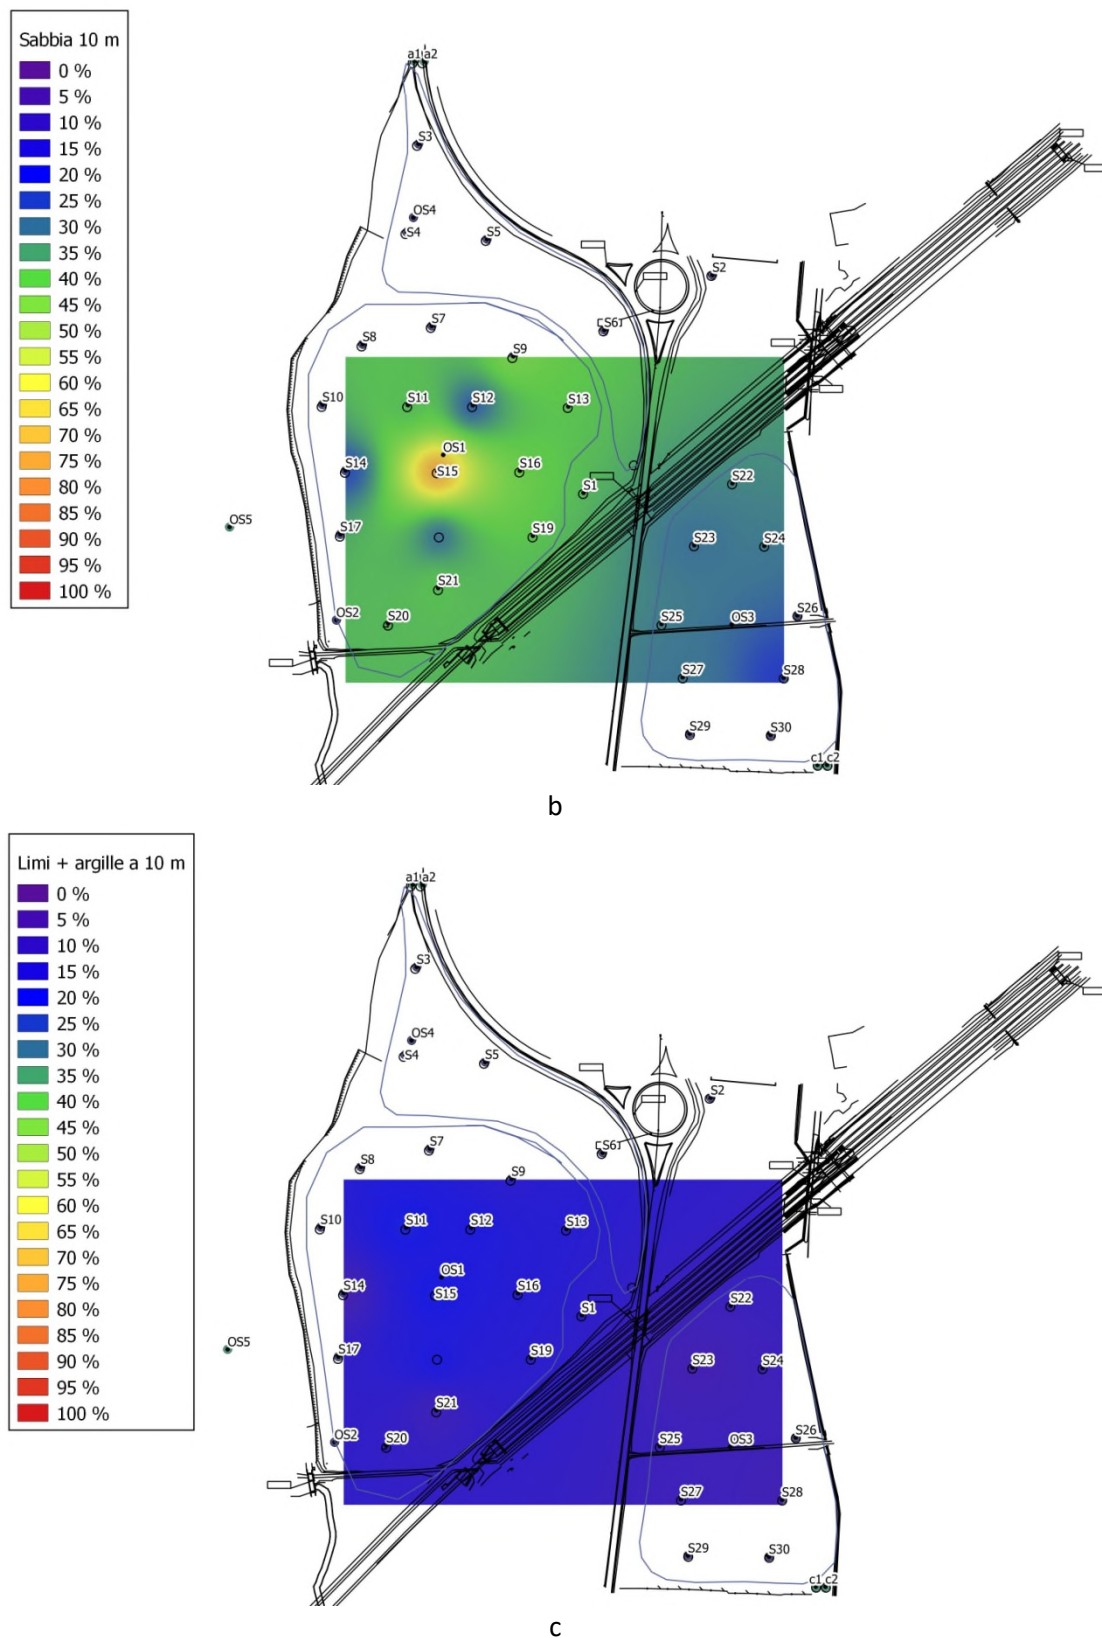 Sabbia 10 m
0 %
5 %
10 %
15 %
20 %
25 %
30 %
35 %
40 %
45 %
50 %
55 %
60 %
65 %
70 %
75 %
80 %
85 %
90 %
95 %
100 %
a1 a2
S3
OS4
S4
S5
S2
S6
S7
S8
S9
S10
S11
S12
S13
OS1
S14
S15
S16
S1
S22
OS5
S17
S19
S23
S24
S21
OS2
S20
S25
OS3
S26
S27
S28
S29
S30
c1 c2
b
Limi + argille a 10 m
0 %
5 %
10 %
15 %
20 %
25 %
30 %
35 %
40 %
45 %
50 %
55 %
60 %
65 %
70 %
75 %
80 %
85 %
90 %
95 %
100 %
a1 a2
S3
OS4
S4
S5
S2
S6
S7
S8
S9
S10
S11
S12
S13
OS1
S14
S15
S16
S1
S22
OS5
S17
S19
S23
S24
S21
OS2
S20
S25
OS3
S26
S27
S28
S29
S30
c1 c2
c